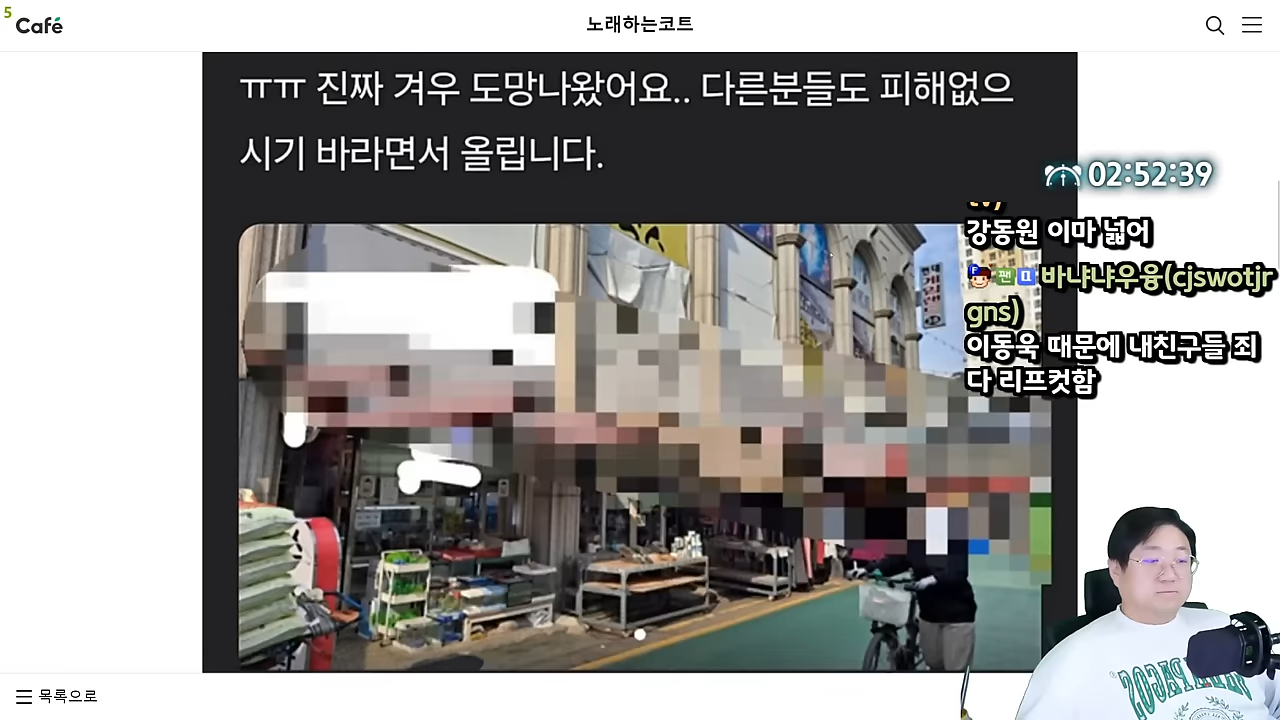 5
Café
노래하는코트
ㅠㅠ 진짜 겨우 도망나왔어요.. 다른분들도 피해없으
시기 바라면서 올립니다.
02:52:39
강동원 이마 넓어
바냐냐우융(cjswotjr
gns)
이동욱 때문에 내친구들 죄
다 리프컷함
목록으로